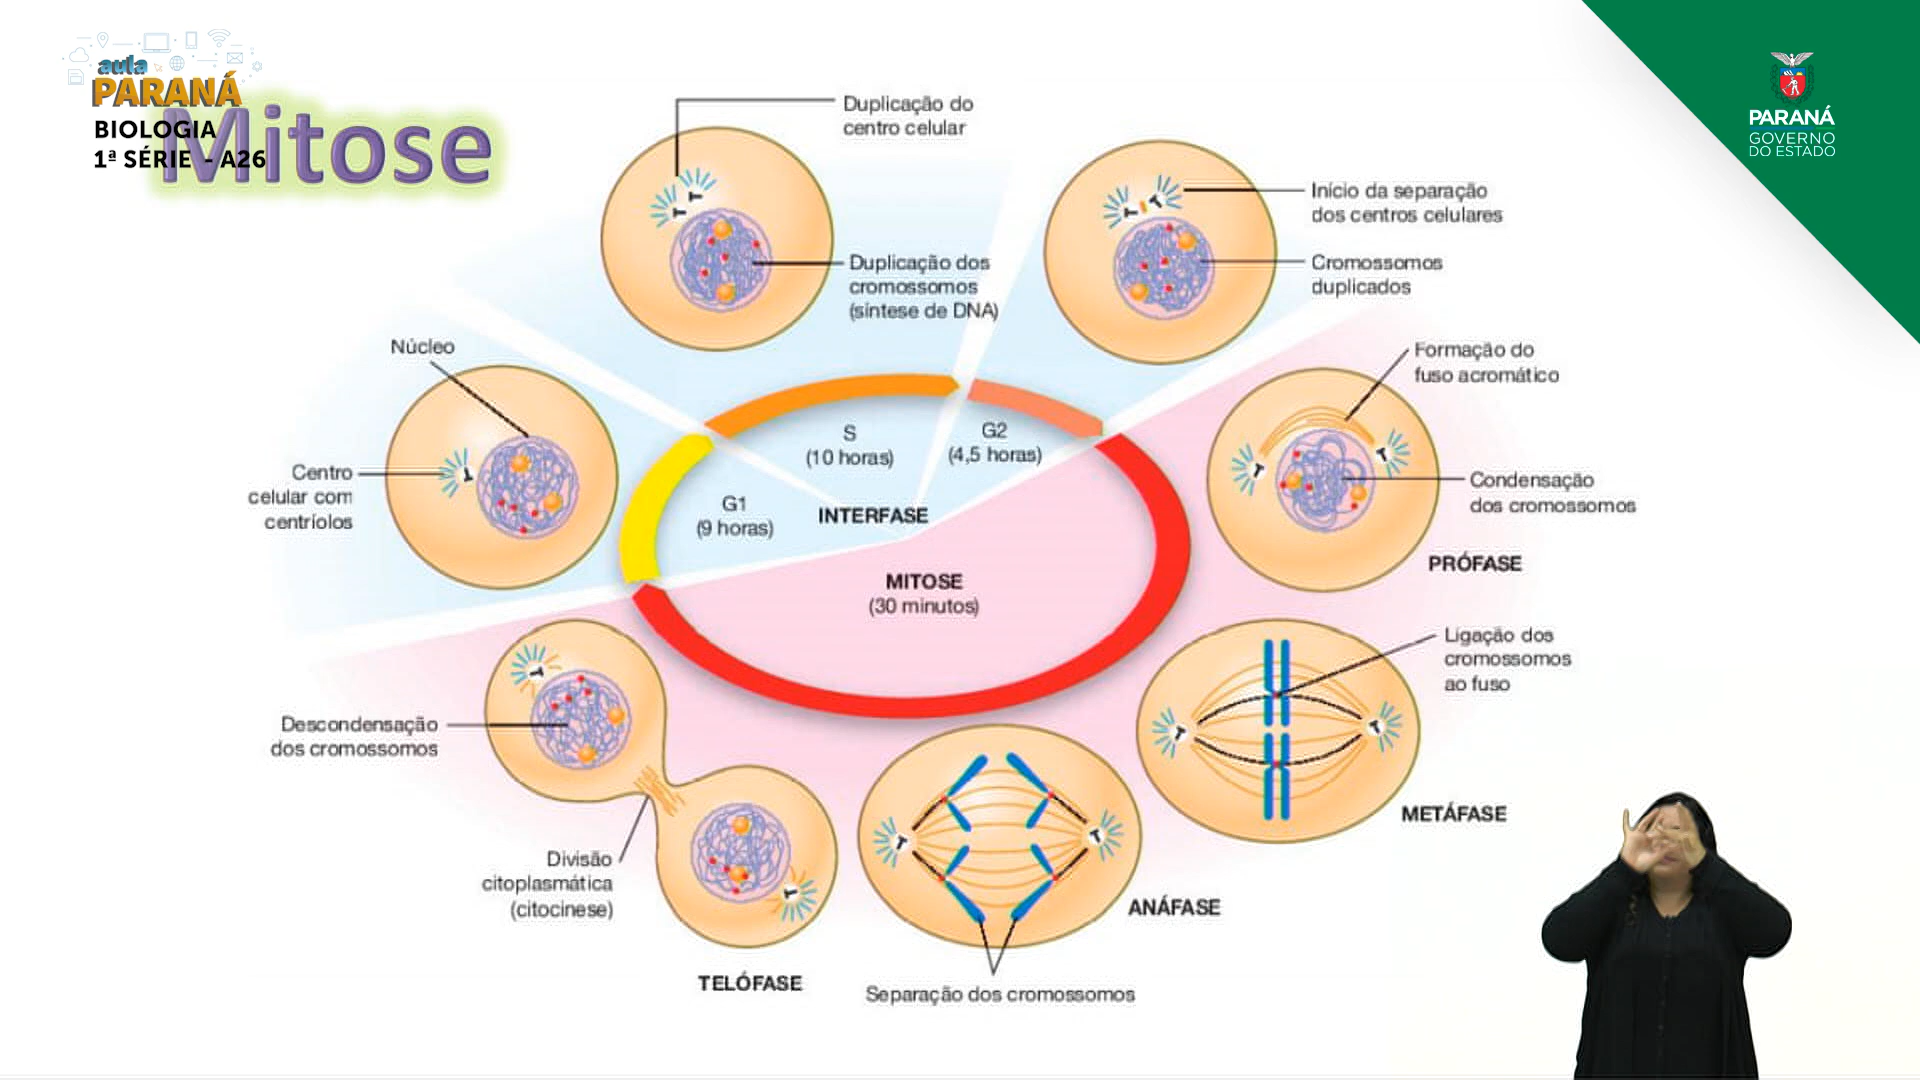 aula
PARANÁ
BIOLOGIA
1ª SÉRIE - A26
Mitose
PARANÁ
GOVERNO
DO ESTADO
Duplicação do
centro celular
Duplicação dos
cromossomos
(síntese de DNA)
Início da separação
dos centros celulares
Cromossomos
duplicados
Núcleo
Centro
celular com
centríolos
Formação do
fuso acromático
Condensação
dos cromossomos
PRÓFASE
S
(10 horas)
G2
(4,5 horas)
G1
(9 horas)
INTERFASE
MITOSE
(30 minutos)
Ligação dos
cromossomos
ao fuso
METÁFASE
Descondensação
dos cromossomos
Divisão
citoplasmática
(citocinese)
TELÓFASE
ANÁFASE
Separação dos cromossomos